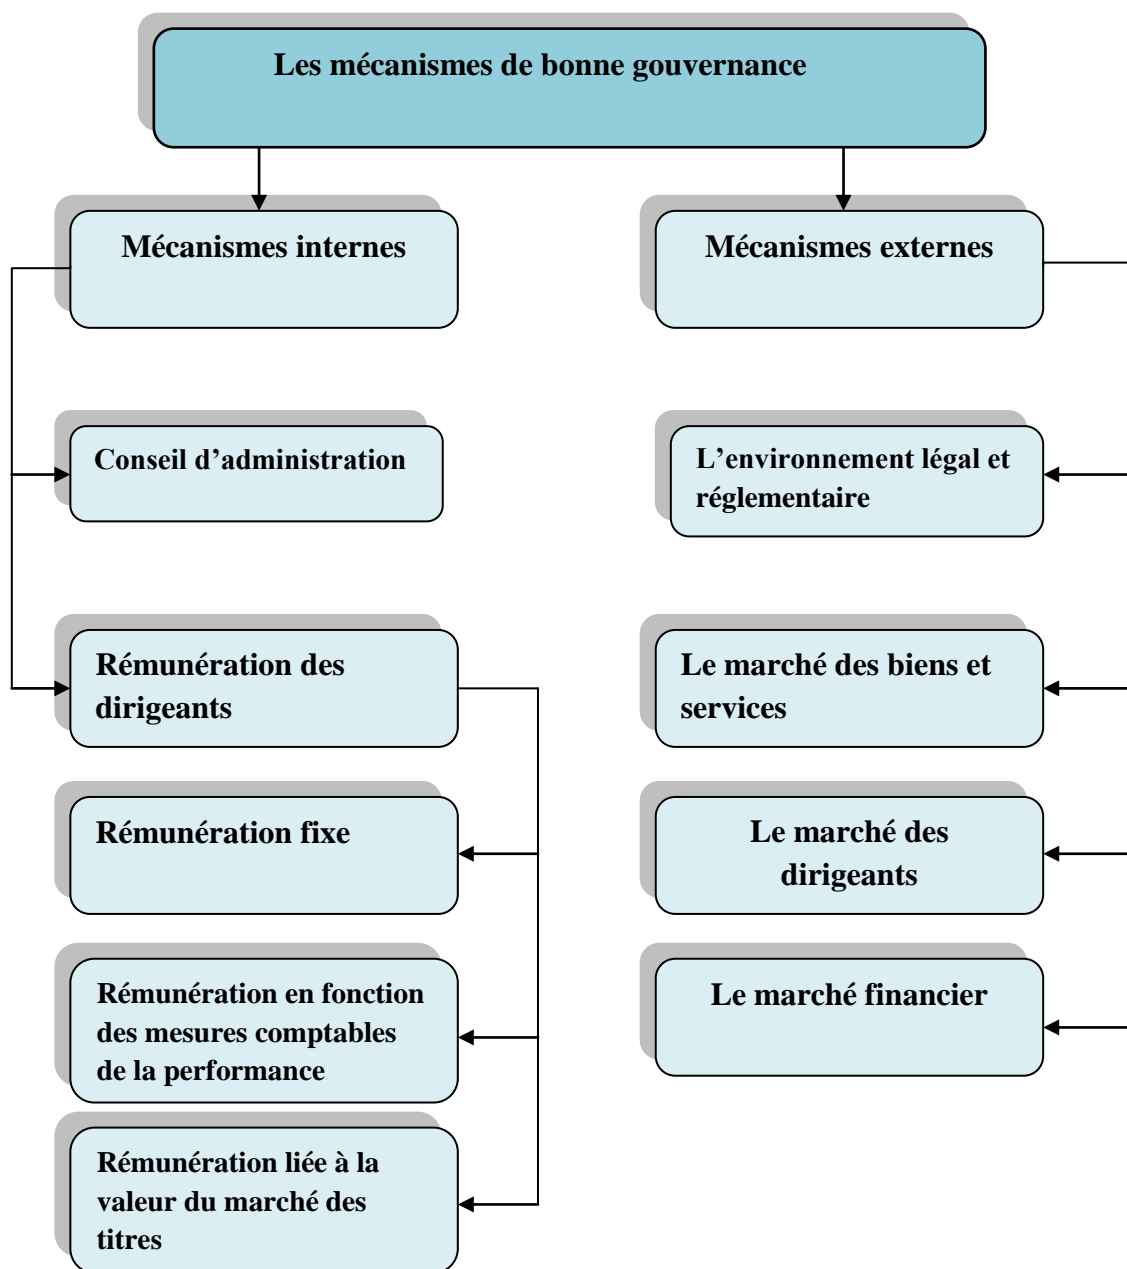 Les mécanismes de bonne gouvernance
Mécanismes internes
Mécanismes externes
Conseil d’administration
L’environnement légal et
réglementaire
Rémunération des
dirigeants
Le marché des biens et
services
Rémunération fixe
Le marché des
dirigeants
Rémunération en fonction
des mesures comptables
de la performance
Le marché financier
Rémunération liée à la
valeur du marché des
titres